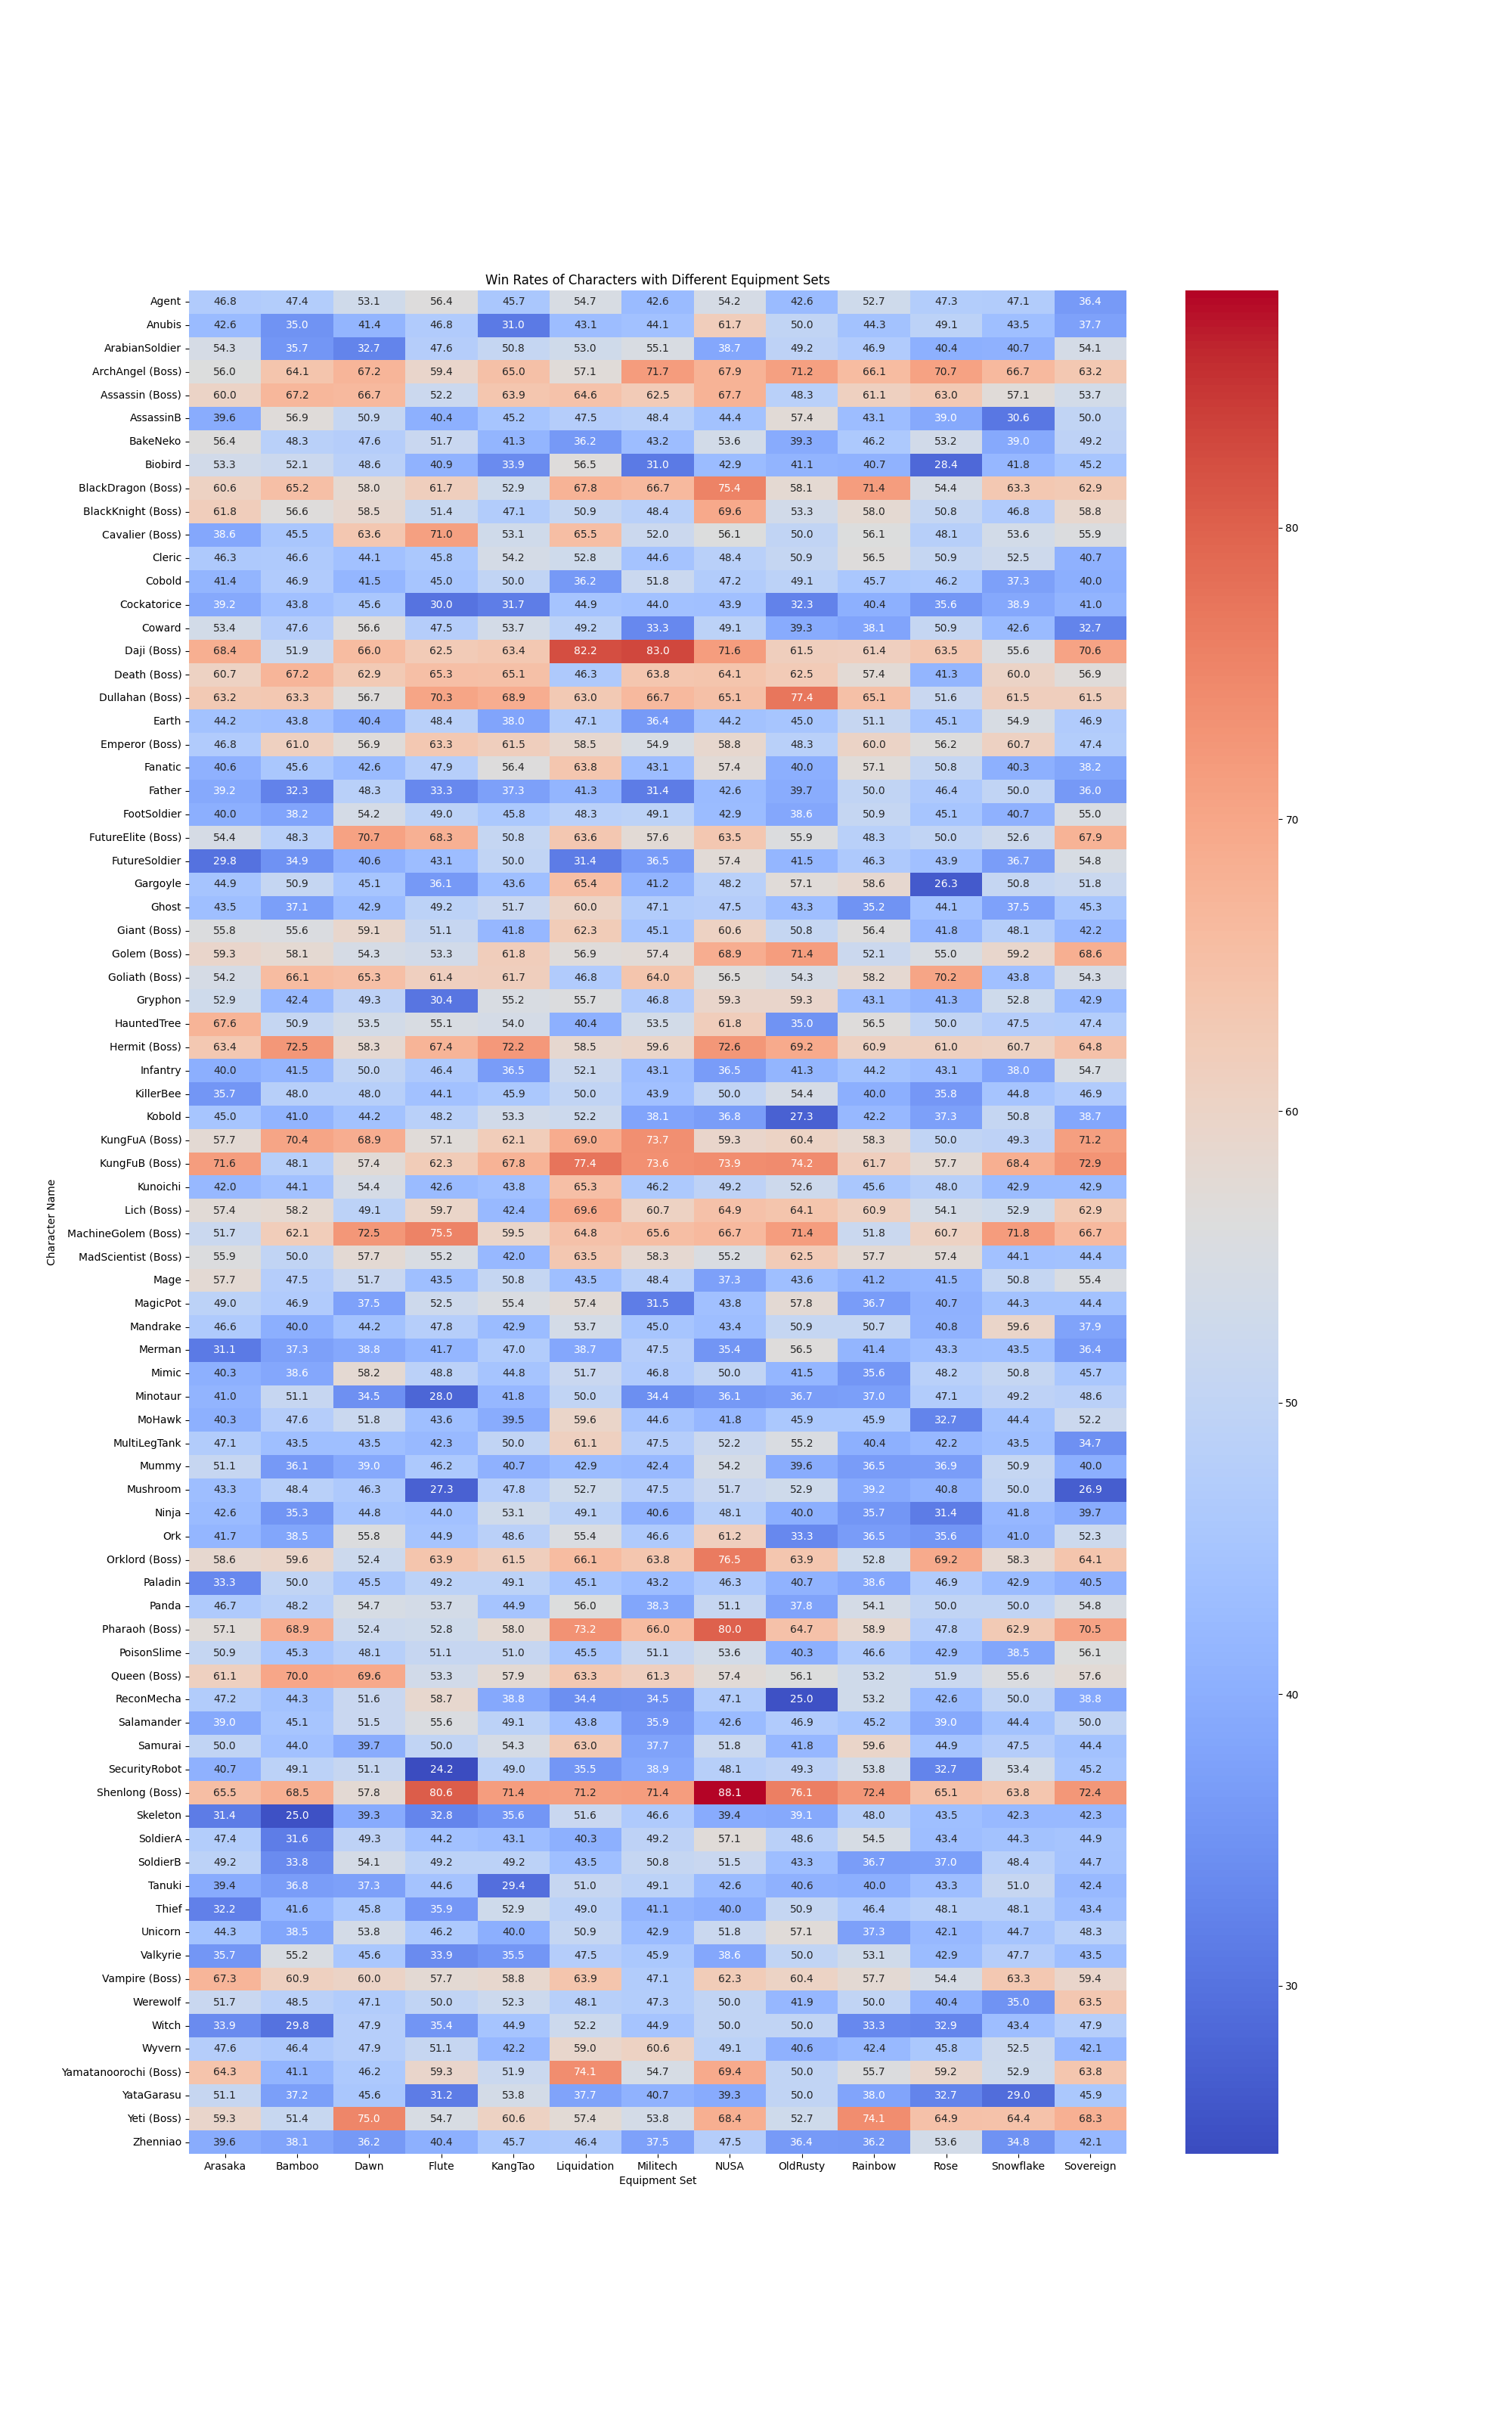 Win Rates of Characters with Different Equipment Sets
Agent 46.8 47.4 53.1 56.4 45.7 54.7 42.6 54.2 42.6 52.7 47.3 47.1 36.4
Anubis 42.6 35.0 41.4 46.8 31.0 43.1 44.1 61.7 50.0 44.3 49.1 43.5 37.7
ArabianSoldier 54.3 35.7 32.7 47.6 50.8 53.0 55.1 38.7 49.2 46.9 40.4 40.7 54.1
ArchAngel (Boss) 56.0 64.1 67.2 59.4 65.0 57.1 71.7 67.9 71.2 66.1 70.7 66.7 63.2
Assassin (Boss) 60.0 67.2 66.7 52.2 63.9 64.6 62.5 67.7 48.3 61.1 63.0 57.1 53.7
AssassinB 39.6 56.9 50.9 40.4 45.2 47.5 48.4 44.4 57.4 43.1 39.0 30.6 50.0
BakeNeko 56.4 48.3 47.6 51.7 41.3 36.2 43.2 53.6 39.3 46.2 53.2 39.0 49.2
Biobird 53.3 52.1 48.6 40.9 33.9 56.5 31.0 42.9 41.1 40.7 28.4 41.8 45.2
BlackDragon (Boss) 60.6 65.2 58.0 61.7 52.9 67.8 66.7 75.4 58.1 71.4 54.4 63.3 62.9
BlackKnight (Boss) 61.8 56.6 58.5 51.4 47.1 50.9 48.4 69.6 53.3 58.0 50.8 46.8 58.8
Cavalier (Boss) 38.6 45.5 63.6 71.0 53.1 65.5 52.0 56.1 50.0 56.1 48.1 53.6 55.9
Cleric 46.3 46.6 44.1 45.8 54.2 52.8 44.6 48.4 50.9 56.5 50.9 52.5 40.7
Cobold 41.4 46.9 41.5 45.0 50.0 36.2 51.8 47.2 49.1 45.7 46.2 37.3 40.0
Cockatorice 39.2 43.8 45.6 30.0 31.7 44.9 44.0 43.9 32.3 40.4 35.6 38.9 41.0
Coward 53.4 47.6 56.6 47.5 53.7 49.2 33.3 49.1 39.3 38.1 50.9 42.6 32.7
Daji (Boss) 68.4 51.9 66.0 62.5 63.4 82.2 83.0 71.6 61.5 61.4 63.5 55.6 70.6
Death (Boss) 60.7 67.2 62.9 65.3 65.1 46.3 63.8 64.1 62.5 57.4 41.3 60.0 56.9
Dullahan (Boss) 63.2 63.3 56.7 70.3 68.9 63.0 66.7 65.1 77.4 65.1 51.6 61.5 61.5
Earth 44.2 43.8 40.4 48.4 38.0 47.1 36.4 44.2 45.0 51.1 45.1 54.9 46.9
Emperor (Boss) 46.8 61.0 56.9 63.3 61.5 58.5 54.9 58.8 48.3 60.0 56.2 60.7 47.4
Fanatic 40.6 45.6 42.6 47.9 56.4 63.8 43.1 57.4 40.0 57.1 50.8 40.3 38.2
Father 39.2 32.3 48.3 33.3 37.3 41.3 31.4 42.6 39.7 50.0 46.4 50.0 36.0
FootSoldier 40.0 38.2 54.2 49.0 45.8 48.3 49.1 42.9 38.6 50.9 45.1 40.7 55.0
FutureElite (Boss) 54.4 48.3 70.7 68.3 50.8 63.6 57.6 63.5 55.9 48.3 50.0 52.6 67.9
FutureSoldier 29.8 34.9 40.6 43.1 50.0 31.4 36.5 57.4 41.5 46.3 43.9 36.7 54.8
Gargoyle 44.9 50.9 45.1 36.1 43.6 65.4 41.2 48.2 57.1 58.6 26.3 50.8 51.8
Ghost 43.5 37.1 42.9 49.2 51.7 60.0 47.1 47.5 43.3 35.2 44.1 37.5 45.3
Giant (Boss) 55.8 55.6 59.1 51.1 41.8 62.3 45.1 60.6 50.8 56.4 41.8 48.1 42.2
Golem (Boss) 59.3 58.1 54.3 53.3 61.8 56.9 57.4 68.9 71.4 52.1 55.0 59.2 68.6
Goliath (Boss) 54.2 66.1 65.3 61.4 61.7 46.8 64.0 56.5 54.3 58.2 70.2 43.8 54.3
Gryphon 52.9 42.4 49.3 30.4 55.2 55.7 46.8 59.3 59.3 43.1 41.3 52.8 42.9
HauntedTree 67.6 50.9 53.5 55.1 54.0 40.4 53.5 61.8 35.0 56.5 50.0 47.5 47.4
Hermit (Boss) 63.4 72.5 58.3 67.4 72.2 58.5 59.6 72.6 69.2 60.9 61.0 60.7 64.8
Infantry 40.0 41.5 50.0 46.4 36.5 52.1 43.1 36.5 41.3 44.2 43.1 38.0 54.7
KillerBee 35.7 48.0 48.0 44.1 45.9 50.0 43.9 50.0 54.4 40.0 35.8 44.8 46.9
Kobold 45.0 41.0 44.2 48.2 53.3 52.2 38.1 36.8 27.3 42.2 37.3 50.8 38.7
KungFuA (Boss) 57.7 70.4 68.9 57.1 62.1 69.0 73.7 59.3 60.4 58.3 50.0 49.3 71.2
KungFuB (Boss) 71.6 48.1 57.4 62.3 67.8 77.4 73.6 73.9 74.2 61.7 57.7 68.4 72.9
Kunoichi 42.0 44.1 54.4 42.6 43.8 65.3 46.2 49.2 52.6 45.6 48.0 42.9 42.9
Lich (Boss) 57.4 58.2 49.1 59.7 42.4 69.6 60.7 64.9 64.1 60.9 54.1 52.9 62.9
MachineGolem (Boss) 51.7 62.1 72.5 75.5 59.5 64.8 65.6 66.7 71.4 51.8 60.7 71.8 66.7
MadScientist (Boss) 55.9 50.0 57.7 55.2 42.0 63.5 58.3 55.2 62.5 57.7 57.4 44.1 44.4
Mage 57.7 47.5 51.7 43.5 50.8 43.5 48.4 37.3 43.6 41.2 41.5 50.8 55.4
MagicPot 49.0 46.9 37.5 52.5 55.4 57.4 31.5 43.8 57.8 36.7 40.7 44.3 44.4
Mandrake 46.6 40.0 44.2 47.8 42.9 53.7 45.0 43.4 50.9 50.7 40.8 59.6 37.9
Merman 31.1 37.3 38.8 41.7 47.0 38.7 47.5 35.4 56.5 41.4 43.3 43.5 36.4
Mimic 40.3 38.6 58.2 48.8 44.8 51.7 46.8 50.0 41.5 35.6 48.2 50.8 45.7
Minotaur 41.0 51.1 34.5 28.0 41.8 50.0 34.4 36.1 36.7 37.0 47.1 49.2 48.6
MoHawk 40.3 47.6 51.8 43.6 39.5 59.6 44.6 41.8 45.9 45.9 32.7 44.4 52.2
MultiLegTank 47.1 43.5 43.5 42.3 50.0 61.1 47.5 52.2 55.2 40.4 42.2 43.5 34.7
Mummy 51.1 36.1 39.0 46.2 40.7 42.9 42.4 54.2 39.6 36.5 36.9 50.9 40.0
Mushroom 43.3 48.4 46.3 27.3 47.8 52.7 47.5 51.7 52.9 39.2 40.8 50.0 26.9
Ninja 42.6 35.3 44.8 44.0 53.1 49.1 40.6 48.1 40.0 35.7 31.4 41.8 39.7
Ork 41.7 38.5 55.8 44.9 48.6 55.4 46.6 61.2 33.3 36.5 35.6 41.0 52.3
Orklord (Boss) 58.6 59.6 52.4 63.9 61.5 66.1 63.8 76.5 63.9 52.8 69.2 58.3 64.1
Paladin 33.3 50.0 45.5 49.2 49.1 45.1 43.2 46.3 40.7 38.6 46.9 42.9 40.5
Panda 46.7 48.2 54.7 53.7 44.9 56.0 38.3 51.1 37.8 54.1 50.0 50.0 54.8
Pharaoh (Boss) 57.1 68.9 52.4 52.8 58.0 73.2 66.0 80.0 64.7 58.9 47.8 62.9 70.5
PoisonSlime 50.9 45.3 48.1 51.1 51.0 45.5 51.1 53.6 40.3 46.6 42.9 38.5 56.1
Queen (Boss) 61.1 70.0 69.6 53.3 57.9 63.3 61.3 57.4 56.1 53.2 51.9 55.6 57.6
ReconMecha 47.2 44.3 51.6 58.7 38.8 34.4 34.5 47.1 25.0 53.2 42.6 50.0 38.8
Salamander 39.0 45.1 51.5 55.6 49.1 43.8 35.9 42.6 46.9 45.2 39.0 44.4 50.0
Samurai 50.0 44.0 39.7 50.0 54.3 63.0 37.7 51.8 41.8 59.6 44.9 47.5 44.4
SecurityRobot 40.7 49.1 51.1 24.2 49.0 35.5 38.9 48.1 49.3 53.8 32.7 53.4 45.2
Shenlong (Boss) 65.5 68.5 57.8 80.6 71.4 71.2 71.4 88.1 76.1 72.4 65.1 63.8 72.4
Skeleton 31.4 25.0 39.3 32.8 35.6 51.6 46.6 39.4 39.1 48.0 43.5 42.3 42.3
SoldierA 47.4 31.6 49.3 44.2 43.1 40.3 49.2 57.1 48.6 54.5 43.4 44.3 44.9
SoldierB 49.2 33.8 54.1 49.2 49.2 43.5 50.8 51.5 43.3 36.7 37.0 48.4 44.7
Tanuki 39.4 36.8 37.3 44.6 29.4 51.0 49.1 42.6 40.6 40.0 43.3 51.0 42.4
Thief 32.2 41.6 45.8 35.9 52.9 49.0 41.1 40.0 50.9 46.4 48.1 48.1 43.4
Unicorn 44.3 38.5 53.8 46.2 40.0 50.9 42.9 51.8 57.1 37.3 42.1 44.7 48.3
Valkyrie 35.7 55.2 45.6 33.9 35.5 47.5 45.9 38.6 50.0 53.1 42.9 47.7 43.5
Vampire (Boss) 67.3 60.9 60.0 57.7 58.8 63.9 47.1 62.3 60.4 57.7 54.4 63.3 59.4
Werewolf 51.7 48.5 47.1 50.0 52.3 48.1 47.3 50.0 41.9 50.0 40.4 35.0 63.5
Witch 33.9 29.8 47.9 35.4 44.9 52.2 44.9 50.0 50.0 33.3 32.9 43.4 47.9
Wyvern 47.6 46.4 47.9 51.1 42.2 59.0 60.6 49.1 40.6 42.4 45.8 52.5 42.1
Yamatanoorochi (Boss) 64.3 41.1 46.2 59.3 51.9 74.1 54.7 69.4 50.0 55.7 59.2 52.9 63.8
YataGarasu 51.1 37.2 45.6 31.2 53.8 37.7 40.7 39.3 50.0 38.0 32.7 29.0 45.9
Yeti (Boss) 59.3 51.4 75.0 54.7 60.6 57.4 53.8 68.4 52.7 74.1 64.9 64.4 68.3
Zhenniao 39.6 38.1 36.2 40.4 45.7 46.4 37.5 47.5 36.4 36.2 53.6 34.8 42.1
Arasaka Bamboo Dawn Flute KangTao Liquidation Militech NUSA OldRusty Rainbow Rose Snowflake Sovereign
Equipment Set
Character Name
80
70
60
50
40
30